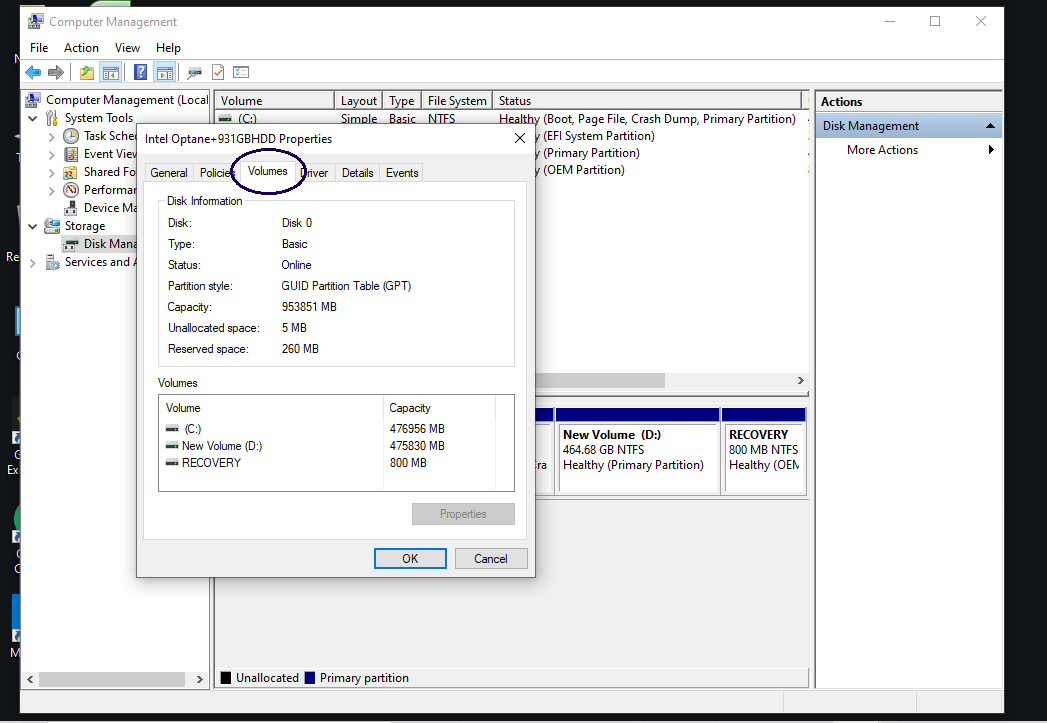 Computer Management
File Action View Help
Computer Management (Local
System Tools
Task Sche
Event View
Shared Fo
Performan
Device Ma
Storage
Disk Mana
Services and A
Volume Layout Type File System Status
(C:) Simple Basic NTFS Healthy (Boot, Page File, Crash Dump, Primary Partition)
(EFI System Partition)
(Primary Partition)
(OEM Partition)
Actions
Disk Management
More Actions
Intel Optane+931GBHDD Properties
General Policies Volumes Driver Details Events
Disk Information
Disk: Disk 0
Type: Basic
Status: Online
Partition style: GUID Partition Table (GPT)
Capacity: 953851 MB
Unallocated space: 5 MB
Reserved space: 260 MB
Volumes
Volume Capacity
(C:) 476956 MB
New Volume (D:) 475830 MB
RECOVERY 800 MB
Properties
OK Cancel
New Volume (D:)
464.68 GB NTFS
Healthy (Primary Partition)
RECOVERY
800 MB NTFS
Healthy (OEM
Unallocated Primary partition